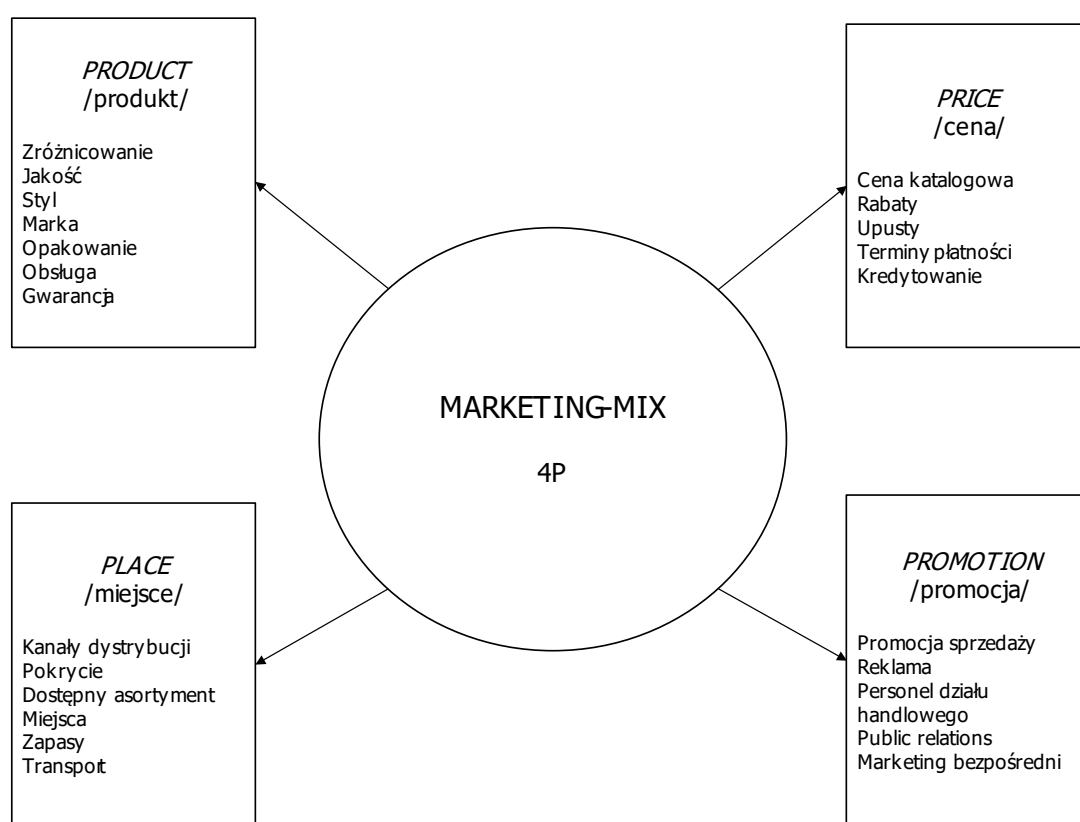 PRODUCT
/produkt/
Zróżnicowanie
Jakość
Styl
Marka
Opakowanie
Obsługa
Gwarancja
PRICE
/cena/
Cena katalogowa
Rabaty
Upusty
Terminy płatności
Kredytowanie
MARKETING-MIX
4P
PLACE
/miejsce/
Kanały dystrybucji
Pokrycie
Dostępny asortyment
Miejsca
Zapasy
Transport
PROMOTION
/promocja/
Promocja sprzedaży
Reklama
Personel działu
handlowego
Public relations
Marketing bezpośredni